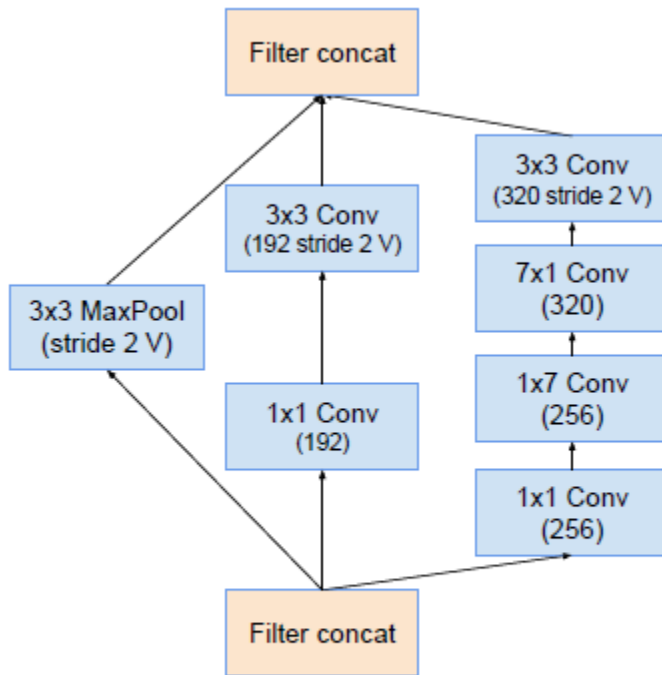 Filter concat
3x3 Conv
(320 stride 2 V)
3x3 Conv
(192 stride 2 V)
7x1 Conv
(320)
3x3 MaxPool
(stride 2 V)
1x7 Conv
(256)
1x1 Conv
(192)
1x1 Conv
(256)
Filter concat